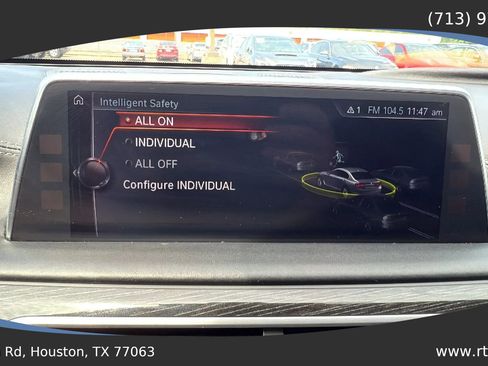 (713) 9
Intelligent Safety
1 FM 104.5 11:47 am
ALL ON
INDIVIDUAL
ALL OFF
Configure INDIVIDUAL
Rd, Houston, TX 77063
www.rt